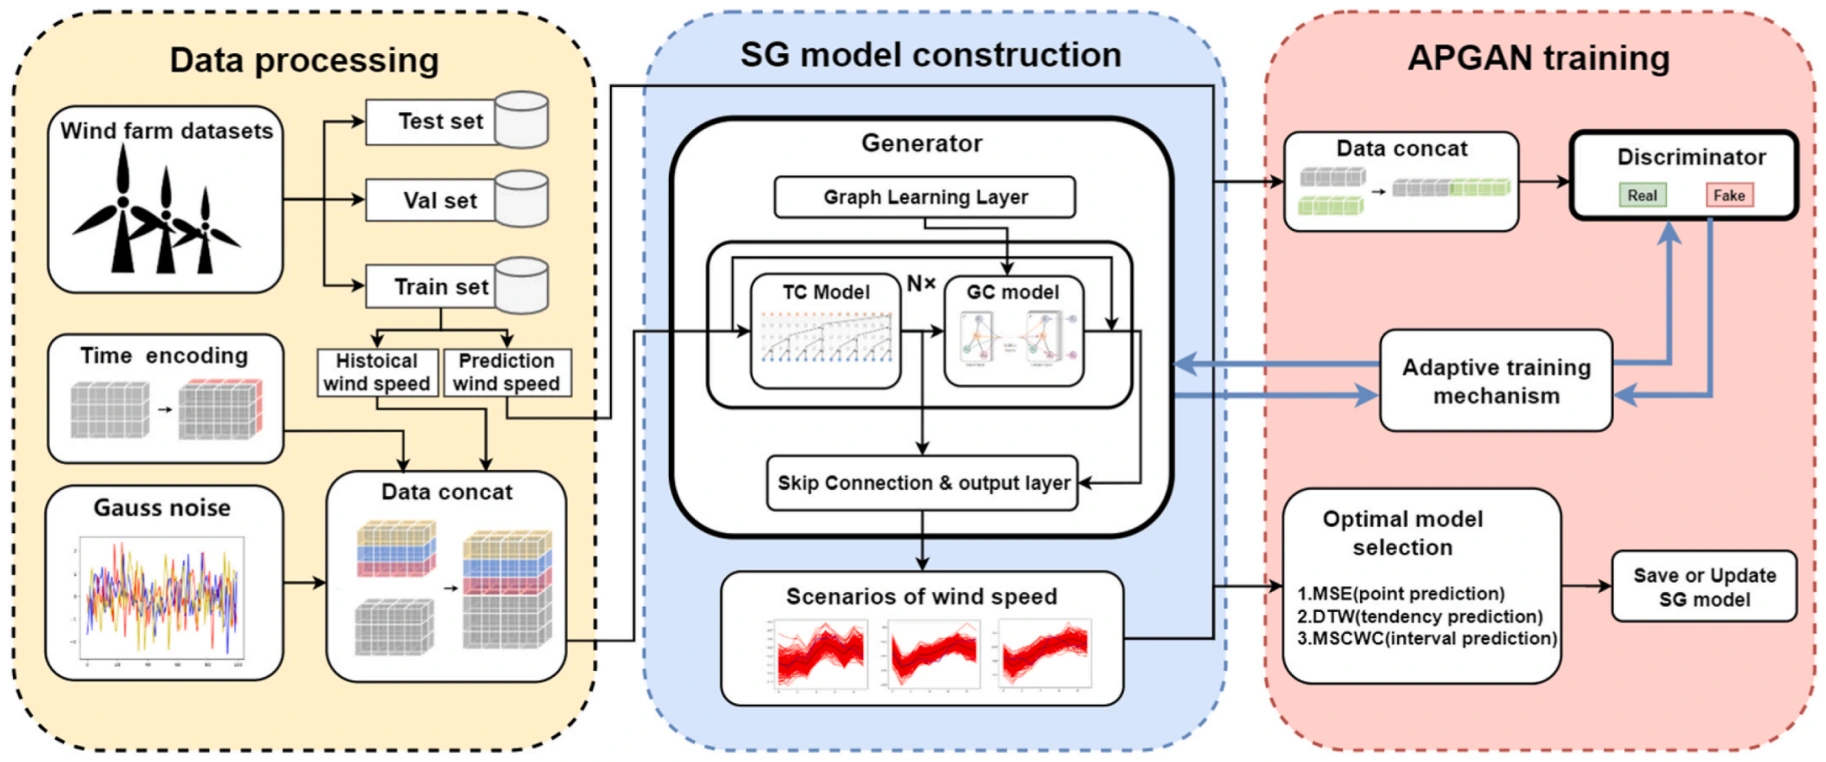 Data processing
Wind farm datasets
Test set
Val set
Train set
Histoical
wind speed
Prediction
wind speed
Time encoding
Gauss noise
Data concat
SG model construction
Generator
Graph Learning Layer
TC Model
N×
GC model
Skip Connection & output layer
Scenarios of wind speed
APGAN training
Data concat
Discriminator
Real
Fake
Adaptive training
mechanism
Optimal model
selection
1.MSE(point prediction)
2.DTW(tendency prediction)
3.MSCWC(interval prediction)
Save or Update
SG model